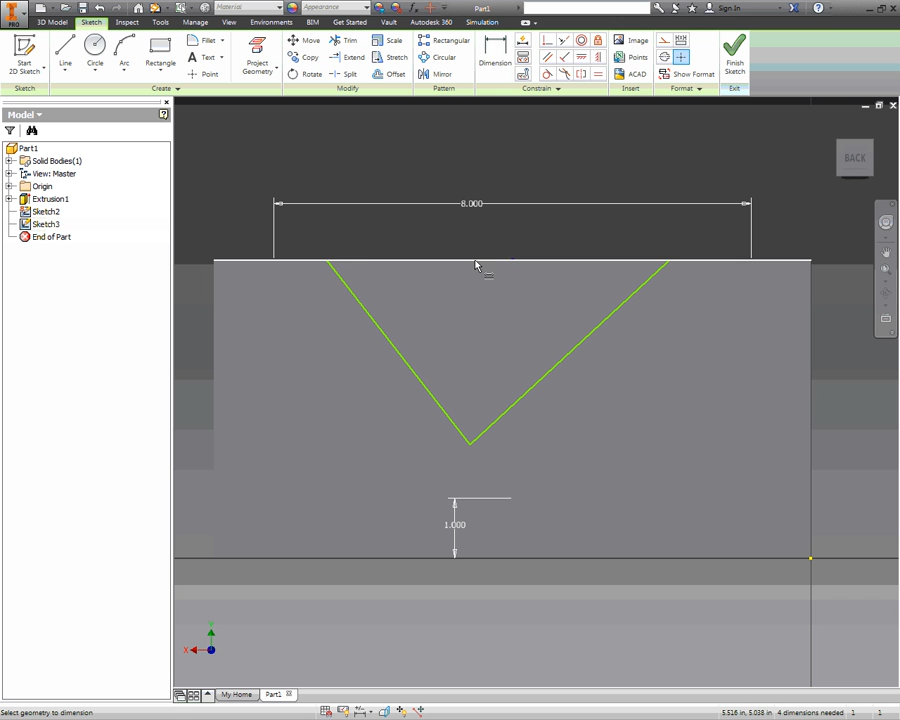 PRO
Material
Appearance
Part1
Sign In
3D Model Sketch Inspect Tools Manage View Environments BIM Get Started Vault Autodesk 360 Simulation
Start
2D Sketch
Line
Circle
Arc
Rectangle
Fillet
Text
Point
Project
Geometry
Move
Copy
Rotate
Trim
Extend
Split
Scale
Stretch
Offset
Rectangular
Circular
Mirror
Dimension
Image
Points
ACAD
Show Format
Finish
Sketch
Sketch Create Modify Pattern Constrain Insert Format Exit
Model
Part1
Solid Bodies(1)
View: Master
Origin
Extrusion1
Sketch2
Sketch3
End of Part
BACK
8.000
1.000
Y
X
My Home Part1
Select geometry to dimension
5.516 in, 5.038 in 4 dimensions needed 1 1